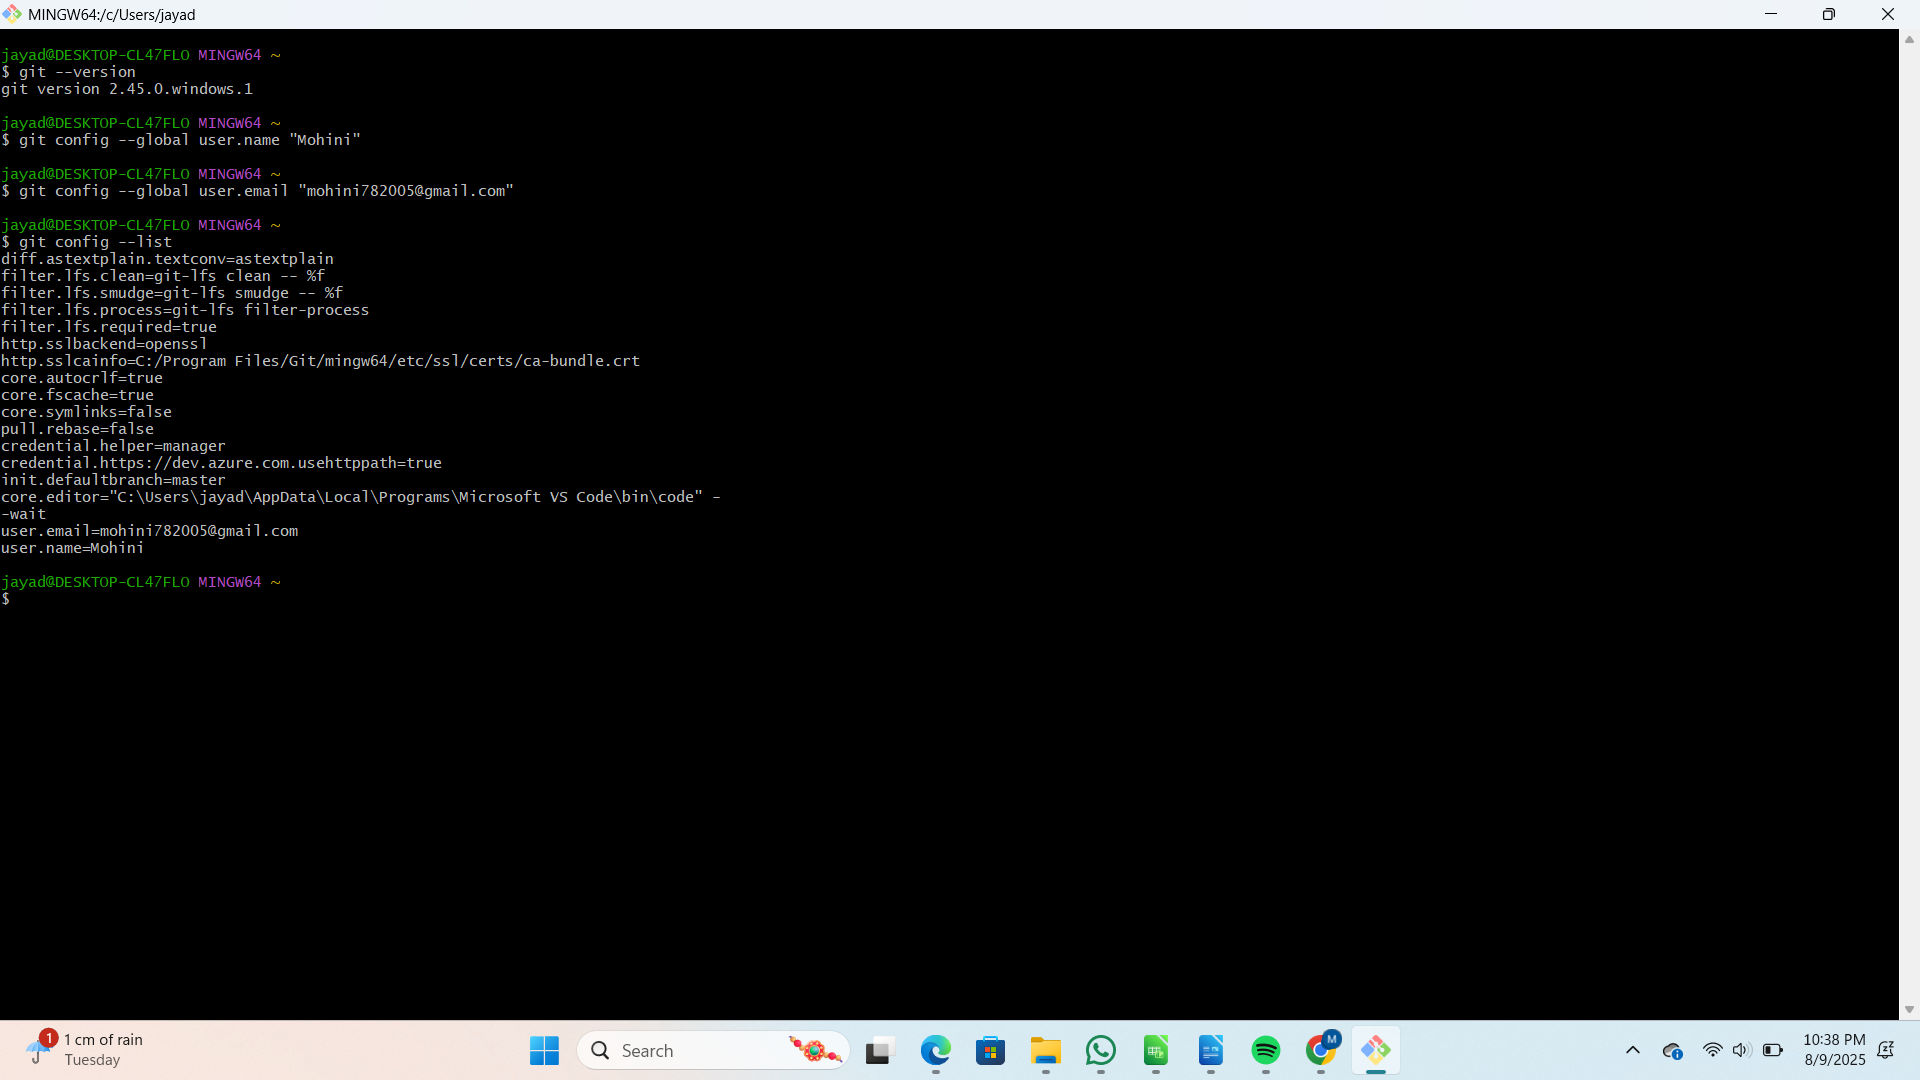 MINGW64:/c/Users/jayad
jayad@DESKTOP-CL47FLO MINGW64 ~
$ git --version
git version 2.45.0.windows.1
jayad@DESKTOP-CL47FLO MINGW64 ~
$ git config --global user.name "Mohini"
jayad@DESKTOP-CL47FLO MINGW64 ~
$ git config --global user.email "mohini782005@gmail.com"
jayad@DESKTOP-CL47FLO MINGW64 ~
$ git config --list
diff.astextplain.textconv=astextplain
filter.lfs.clean=git-lfs clean -- %f
filter.lfs.smudge=git-lfs smudge -- %f
filter.lfs.process=git-lfs filter-process
filter.lfs.required=true
http.sslbackend=openssl
http.sslcainfo=C:/Program Files/Git/mingw64/etc/ssl/certs/ca-bundle.crt
core.autocrlf=true
core.fscache=true
core.symlinks=false
pull.rebase=false
credential.helper=manager
credential.https://dev.azure.com.usehttppath=true
init.defaultbranch=master
core.editor="C:\Users\jayad\AppData\Local\Programs\Microsoft VS Code\bin\code" -
-wait
user.email=mohini782005@gmail.com
user.name=Mohini
jayad@DESKTOP-CL47FLO MINGW64 ~
$
1
1 cm of rain
Tuesday
Search
M
10:38 PM
8/9/2025